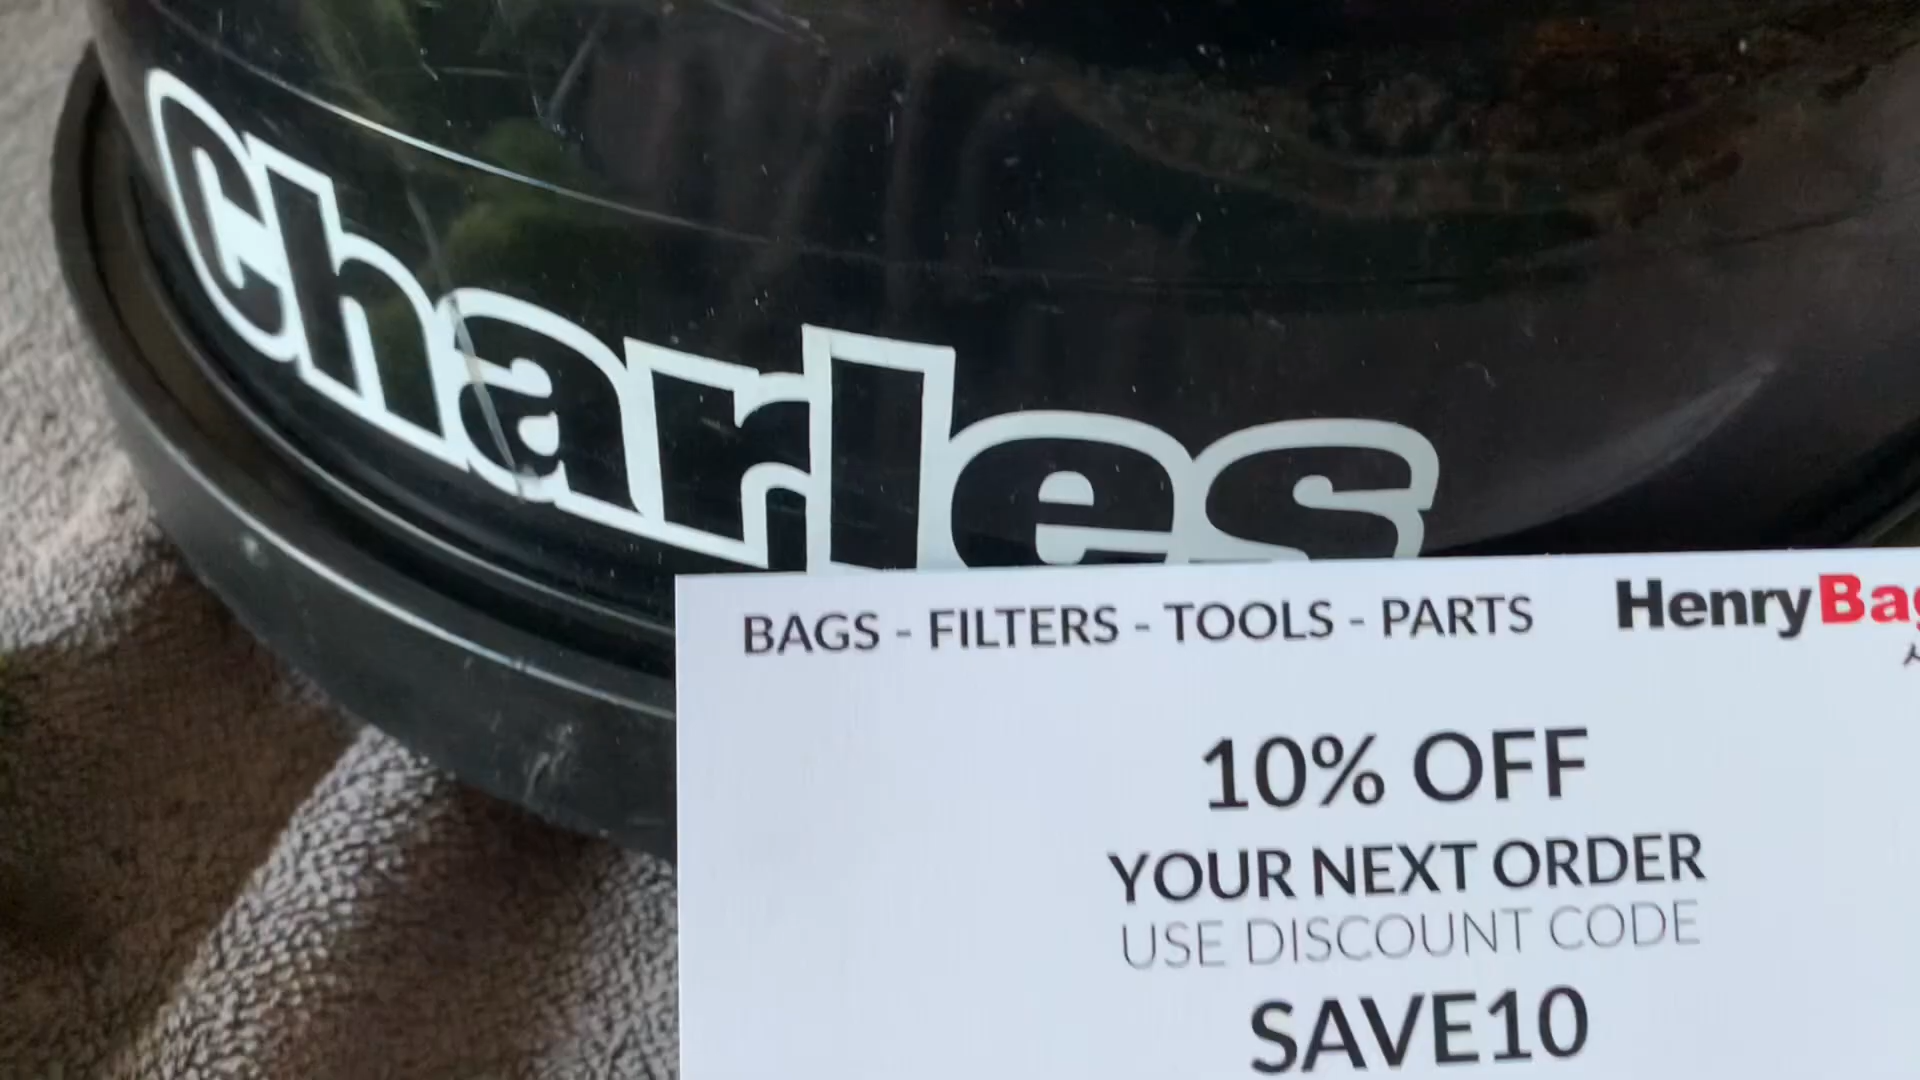 Charles
BAGS - FILTERS - TOOLS - PARTS
Henry
10% OFF
YOUR NEXT ORDER
USE DISCOUNT CODE
SAVE10